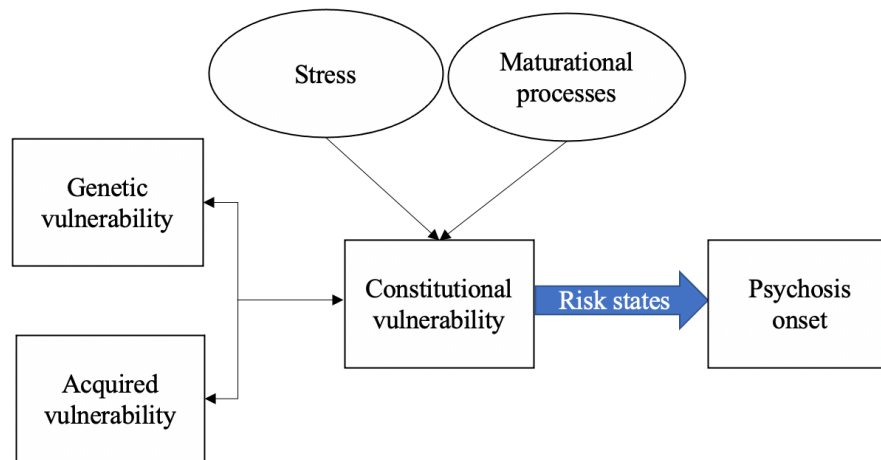 Stress
Maturational
processes
Genetic
vulnerability
Constitutional
vulnerability
Risk states
Psychosis
onset
Acquired
vulnerability